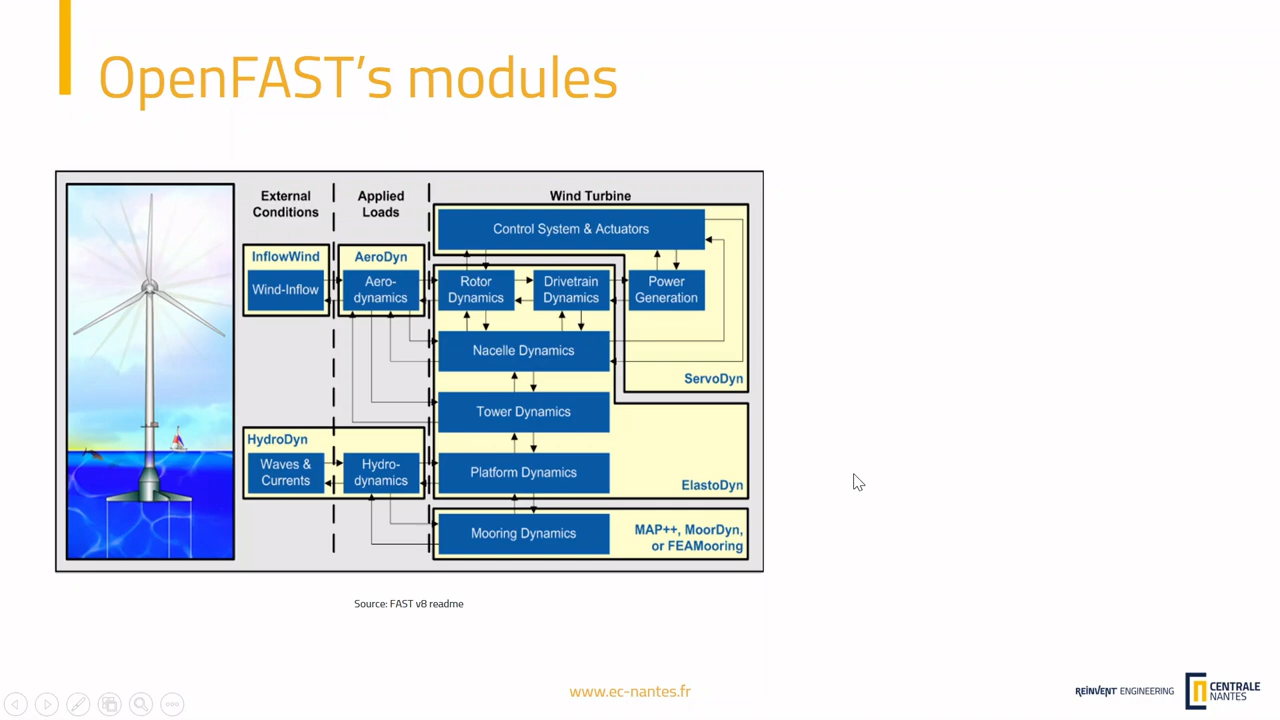 OpenFAST’s modules
External
Conditions
Applied
Loads
Wind Turbine
Control System & Actuators
InflowWind
Wind-Inflow
AeroDyn
Aero-
dynamics
Rotor
Dynamics
Drivetrain
Dynamics
Power
Generation
Nacelle Dynamics
ServoDyn
Tower Dynamics
HydroDyn
Waves &
Currents
Hydro-
dynamics
Platform Dynamics
ElastoDyn
Mooring Dynamics
MAP++, MoorDyn,
or FEAMooring
Source: FAST v8 readme
www.ec-nantes.fr
REINVENT ENGINEERING
CENTRALE
NANTES